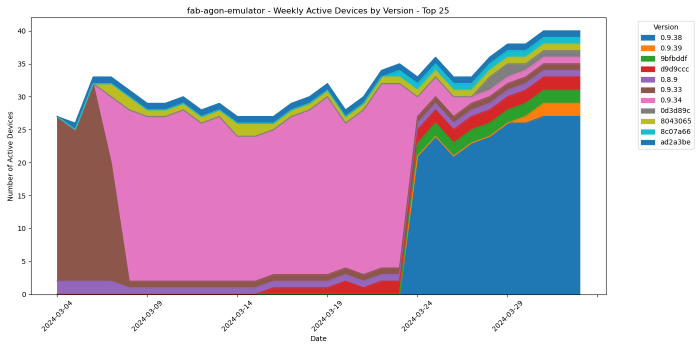 fab-agon-emulator - Weekly Active Devices by Version - Top 25
Number of Active Devices
40
35
30
25
20
15
10
5
0
2024-03-04
2024-03-09
2024-03-14
2024-03-19
2024-03-24
2024-03-29
Date
Version
0.9.38
0.9.39
9bfbddf
d9d9ccc
0.8.9
0.9.33
0.9.34
0d3d89c
8043065
8c07a66
ad2a3be